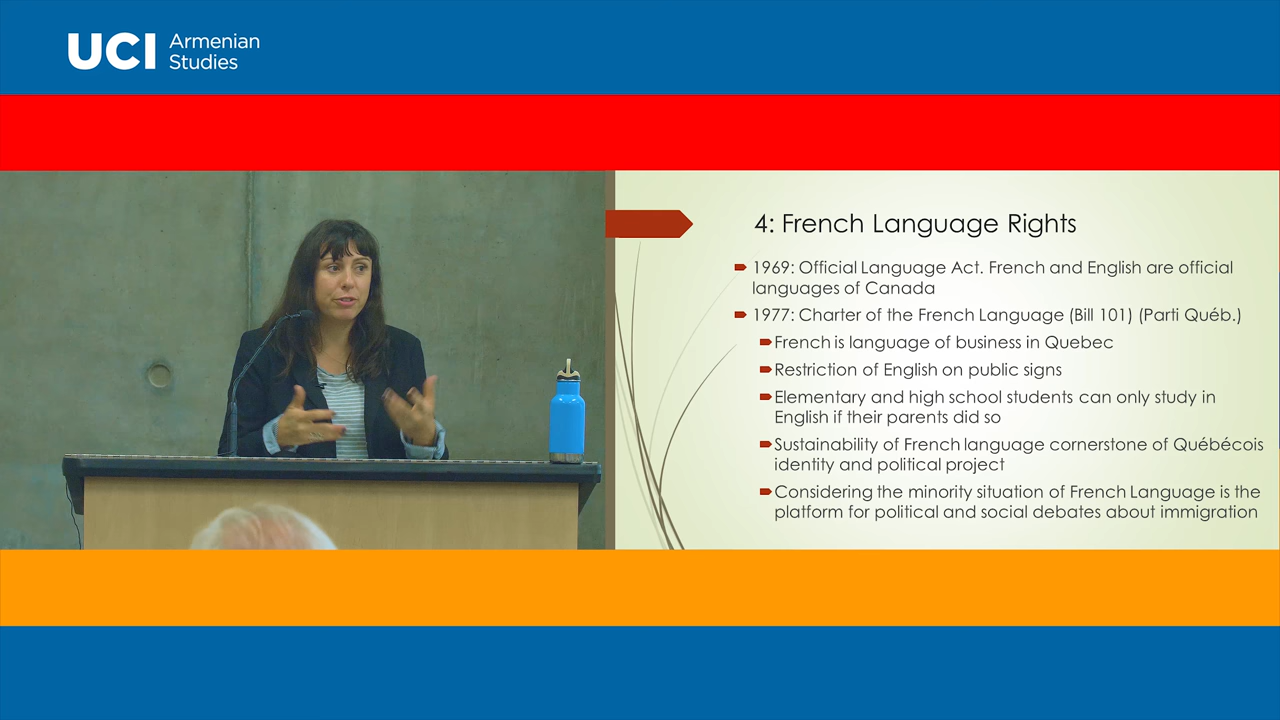 UCI Armenian
Studies
4: French Language Rights
1969: Official Language Act. French and English are official
languages of Canada
1977: Charter of the French Language (Bill 101) (Parti Québ.)
French is language of business in Quebec
Restriction of English on public signs
Elementary and high school students can only study in
English if their parents did so
Sustainability of French language cornerstone of Québécois
identity and political project
Considering the minority situation of French Language is the
platform for political and social debates about immigration